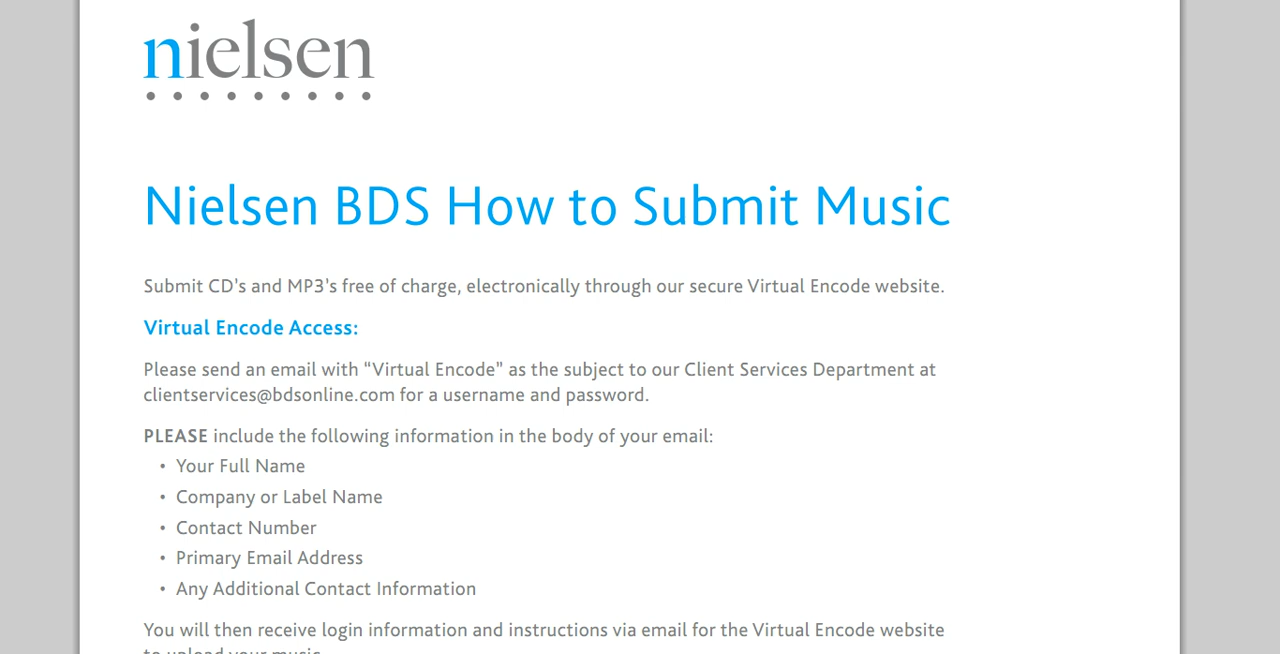 nielsen
Nielsen BDS How to Submit Music
Submit CD's and MP3's free of charge, electronically through our secure Virtual Encode website.
Virtual Encode Access:
Please send an email with “Virtual Encode” as the subject to our Client Services Department at
clientservices@bdsonline.com for a username and password.
PLEASE include the following information in the body of your email:
• Your Full Name
• Company or Label Name
• Contact Number
• Primary Email Address
• Any Additional Contact Information
You will then receive login information and instructions via email for the Virtual Encode website
to upload your music.